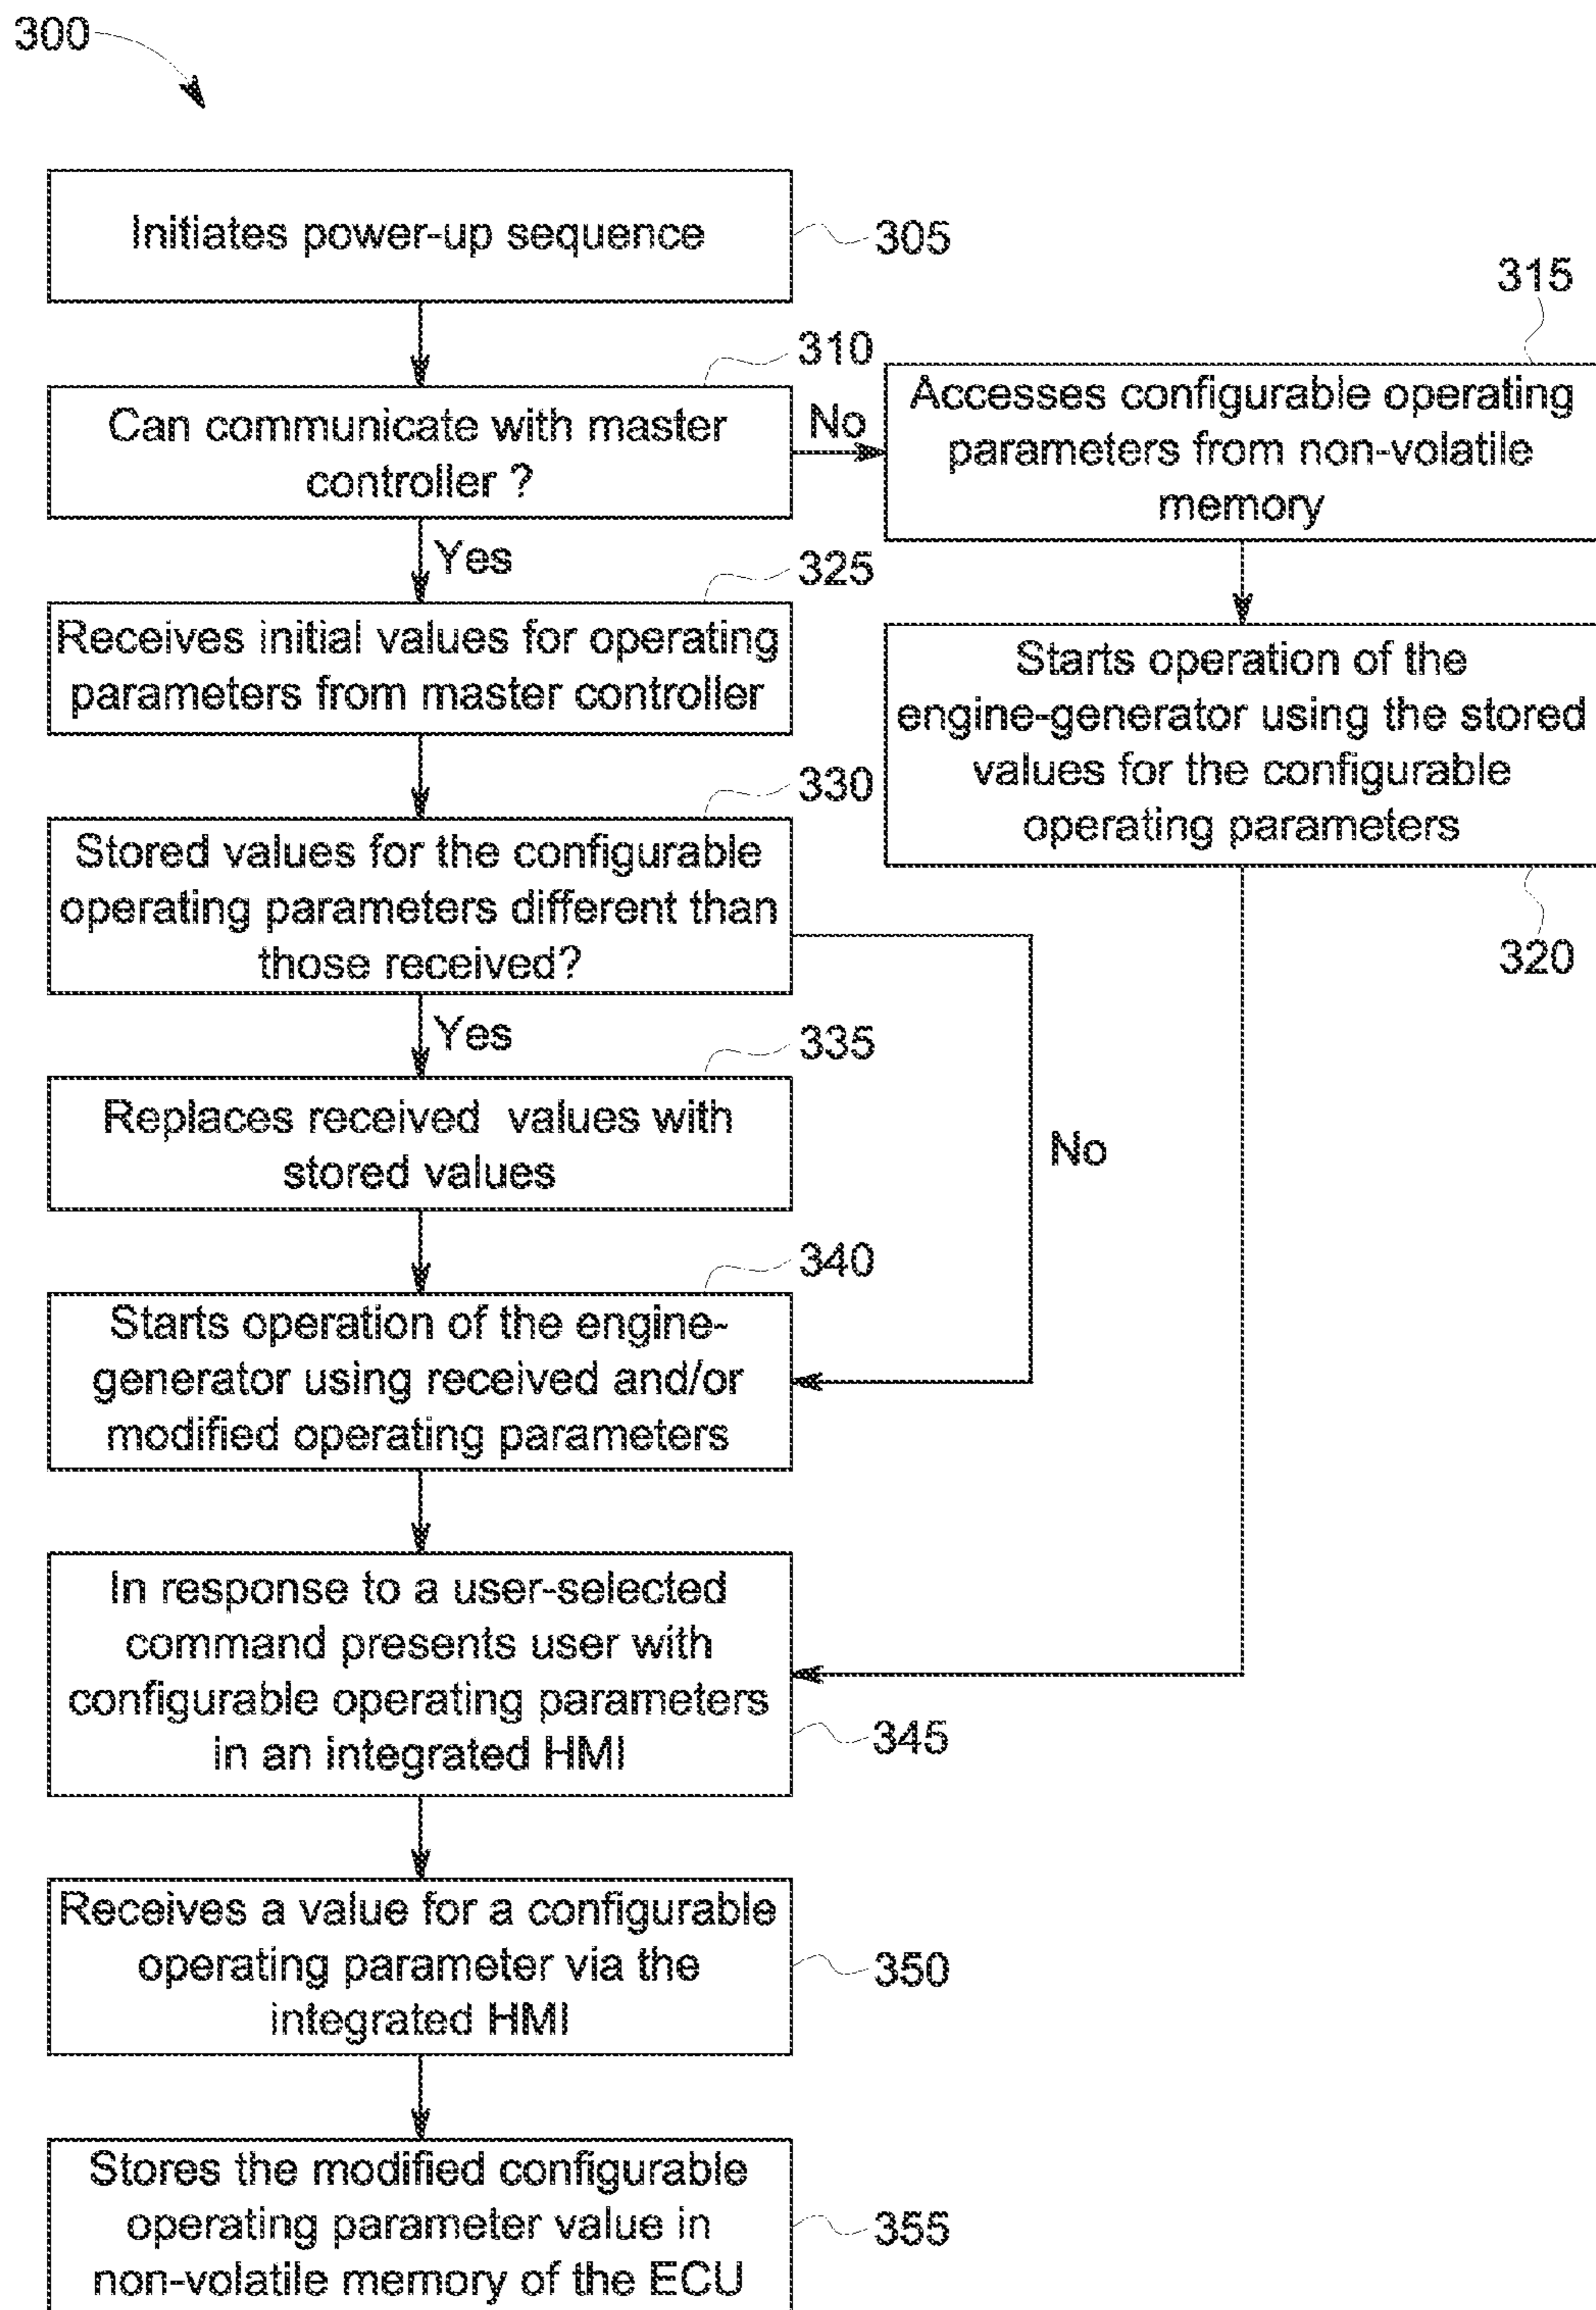 300
Initiates power-up sequence
305
310
Can communicate with master
controller ?
No
315
Accesses configurable operating
parameters from non-volatile
memory
Yes
325
Receives initial values for operating
parameters from master controller
Starts operation of the
engine-generator using the stored
values for the configurable
operating parameters
320
330
Stored values for the configurable
operating parameters different than
those received?
Yes
No
335
Replaces received values with
stored values
340
Starts operation of the engine-
generator using received and/or
modified operating parameters
In response to a user-selected
command presents user with
configurable operating parameters
in an integrated HMI
345
Receives a value for a configurable
operating parameter via the
integrated HMI
350
Stores the modified configurable
operating parameter value in
non-volatile memory of the ECU
355